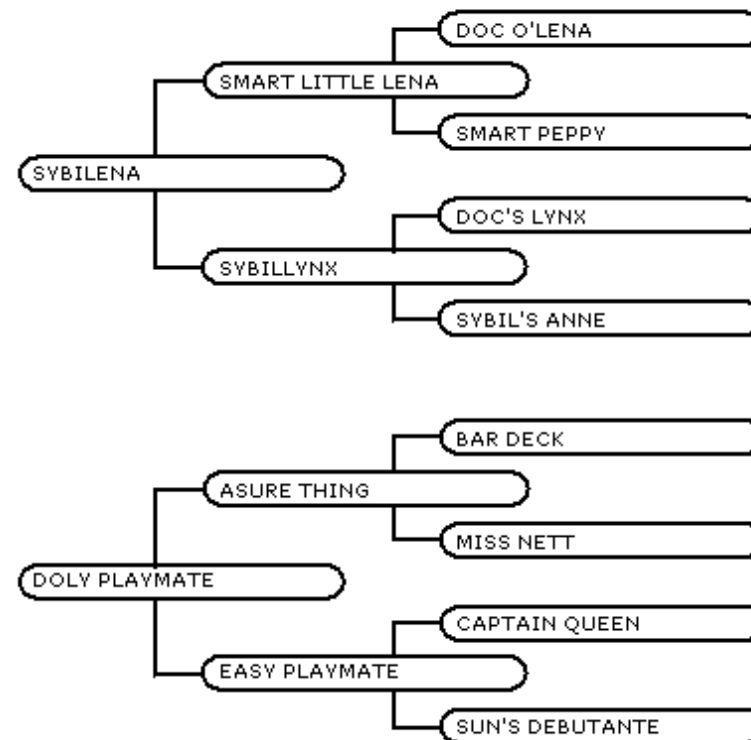 DOC O'LENA
SMART LITTLE LENA
SMART PEPPY
SYBILENA
DOC'S LYNX
SYBILLYNX
SYBIL'S ANNE
BAR DECK
ASURE THING
MISS NETT
DOLY PLAYMATE
CAPTAIN QUEEN
EASY PLAYMATE
SUN'S DEBUTANTE